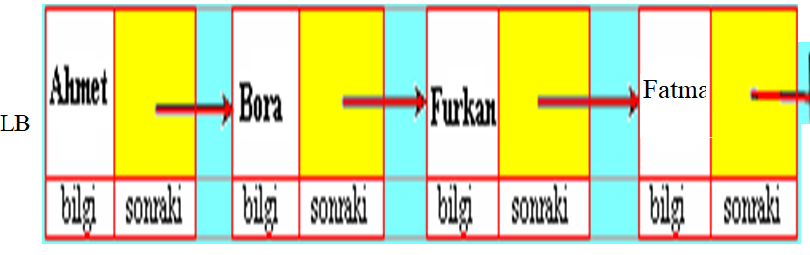 LB
Ahmet
Bora
Furkan
Fatma
bilgi sonraki bilgi sonraki bilgi sonraki bilgi sonraki